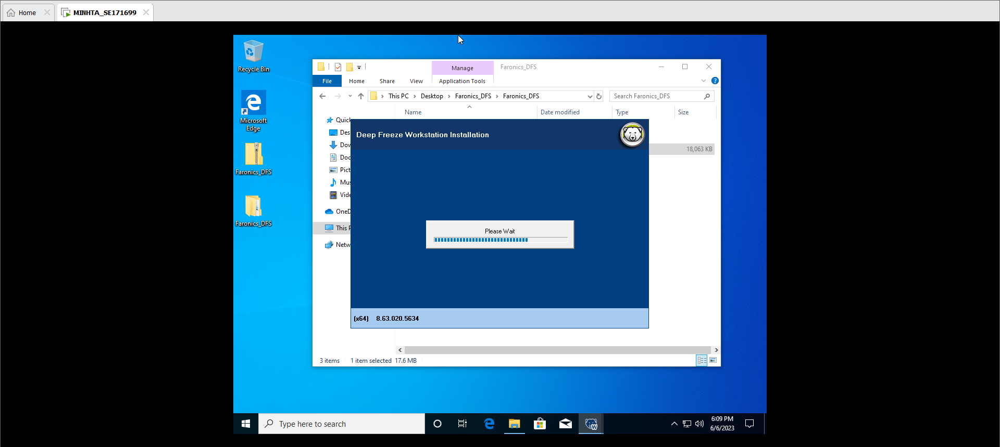 Home
MINHTA_SE171699
Recycle Bin
Microsoft
Edge
Faronics_DFS
Faronics_DFS
Manage
Faronics_DFS
File
Home
Share
View
Application Tools
This PC
Desktop
Faronics_DFS
Faronics_DFS
Search Faronics_DFS
Name
Date modified
Type
Size
Quick
Des
Dov
Doc
Pict
Mus
Vide
OneD
This P
Netw
18,063 KB
Deep Freeze Workstation Installation
Please Wait
(x64) 8.63.020.5634
3 items 1 item selected 17.6 MB
Type here to search
W
6:09 PM
6/6/2023